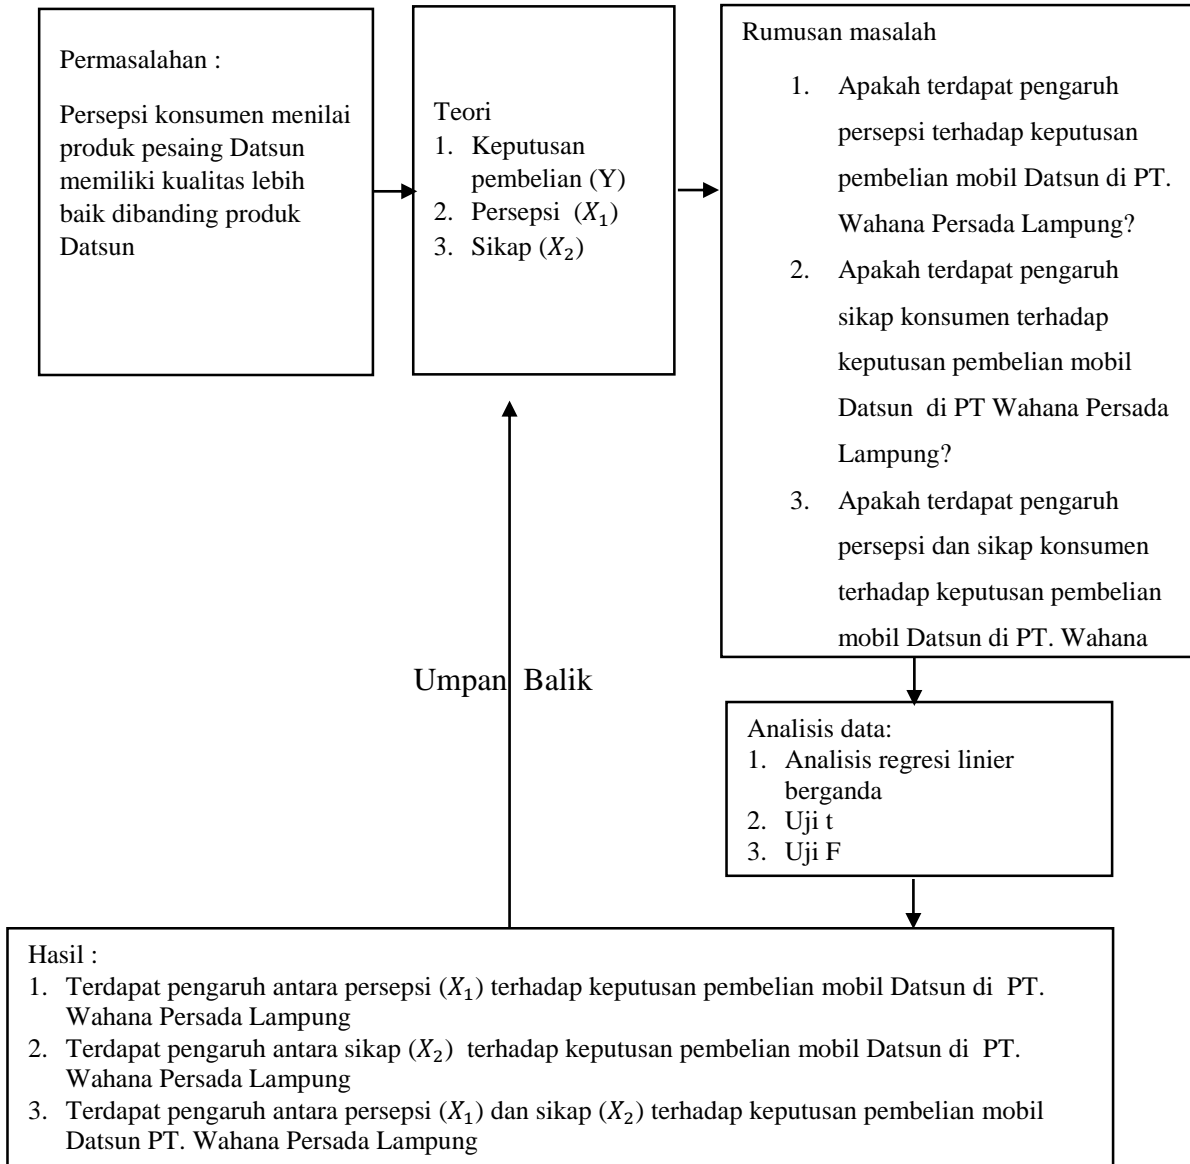 Permasalahan :
Persepsi konsumen menilai
produk pesaing Datsun
memiliki kualitas lebih
baik dibanding produk
Datsun
Teori
1. Keputusan
pembelian (Y)
2. Persepsi (X₁)
3. Sikap (X₂)
Rumusan masalah
1. Apakah terdapat pengaruh
persepsi terhadap keputusan
pembelian mobil Datsun di PT.
Wahana Persada Lampung?
2. Apakah terdapat pengaruh
sikap konsumen terhadap
keputusan pembelian mobil
Datsun di PT Wahana Persada
Lampung?
3. Apakah terdapat pengaruh
persepsi dan sikap konsumen
terhadap keputusan pembelian
mobil Datsun di PT. Wahana
Umpan Balik
Analisis data:
1. Analisis regresi linier
berganda
2. Uji t
3. Uji F
Hasil :
1. Terdapat pengaruh antara persepsi (X₁) terhadap keputusan pembelian mobil Datsun di PT.
Wahana Persada Lampung
2. Terdapat pengaruh antara sikap (X₂) terhadap keputusan pembelian mobil Datsun di PT.
Wahana Persada Lampung
3. Terdapat pengaruh antara persepsi (X₁) dan sikap (X₂) terhadap keputusan pembelian mobil
Datsun PT. Wahana Persada Lampung